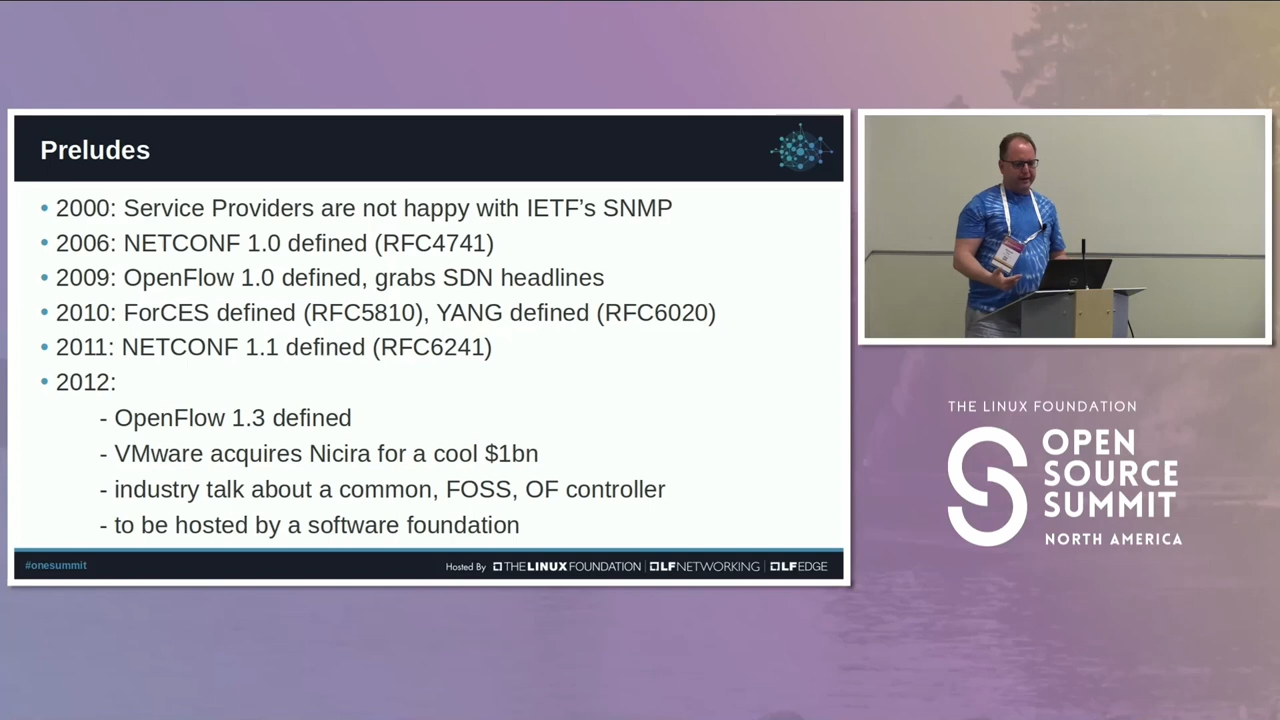 Preludes
• 2000: Service Providers are not happy with IETF’s SNMP
• 2006: NETCONF 1.0 defined (RFC4741)
• 2009: OpenFlow 1.0 defined, grabs SDN headlines
• 2010: ForCES defined (RFC5810), YANG defined (RFC6020)
• 2011: NETCONF 1.1 defined (RFC6241)
• 2012:
- OpenFlow 1.3 defined
- VMware acquires Nicira for a cool $1bn
- industry talk about a common, FOSS, OF controller
- to be hosted by a software foundation
#onesummit
Hosted By THE LINUX FOUNDATION | LF NETWORKING | LF EDGE
THE LINUX FOUNDATION
OPEN
SOURCE
SUMMIT
NORTH AMERICA